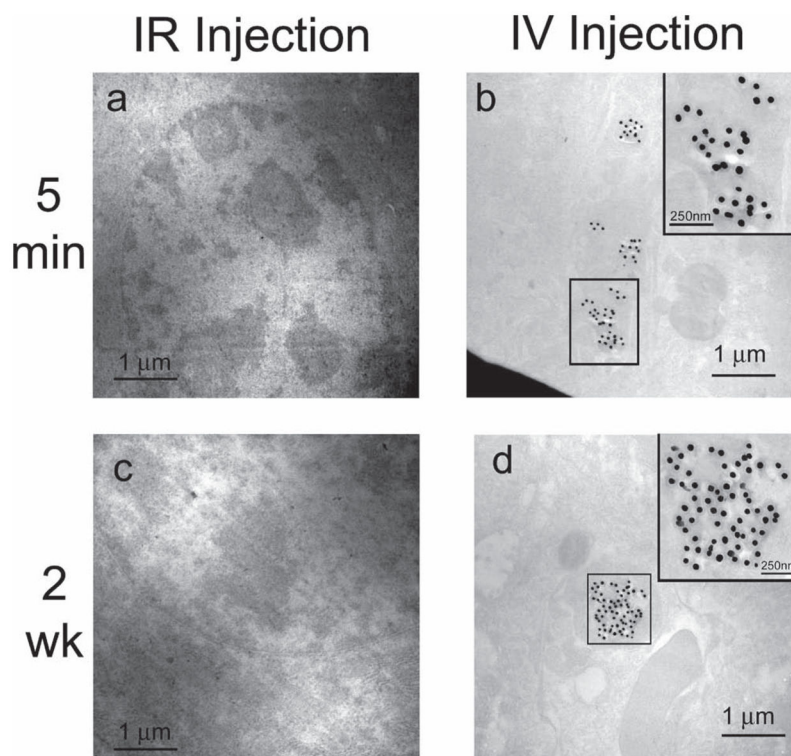 IR Injection
IV Injection
5
min
a
1 μm
b
250nm
1 μm
2
wk
c
1 μm
d
250nm
1 μm